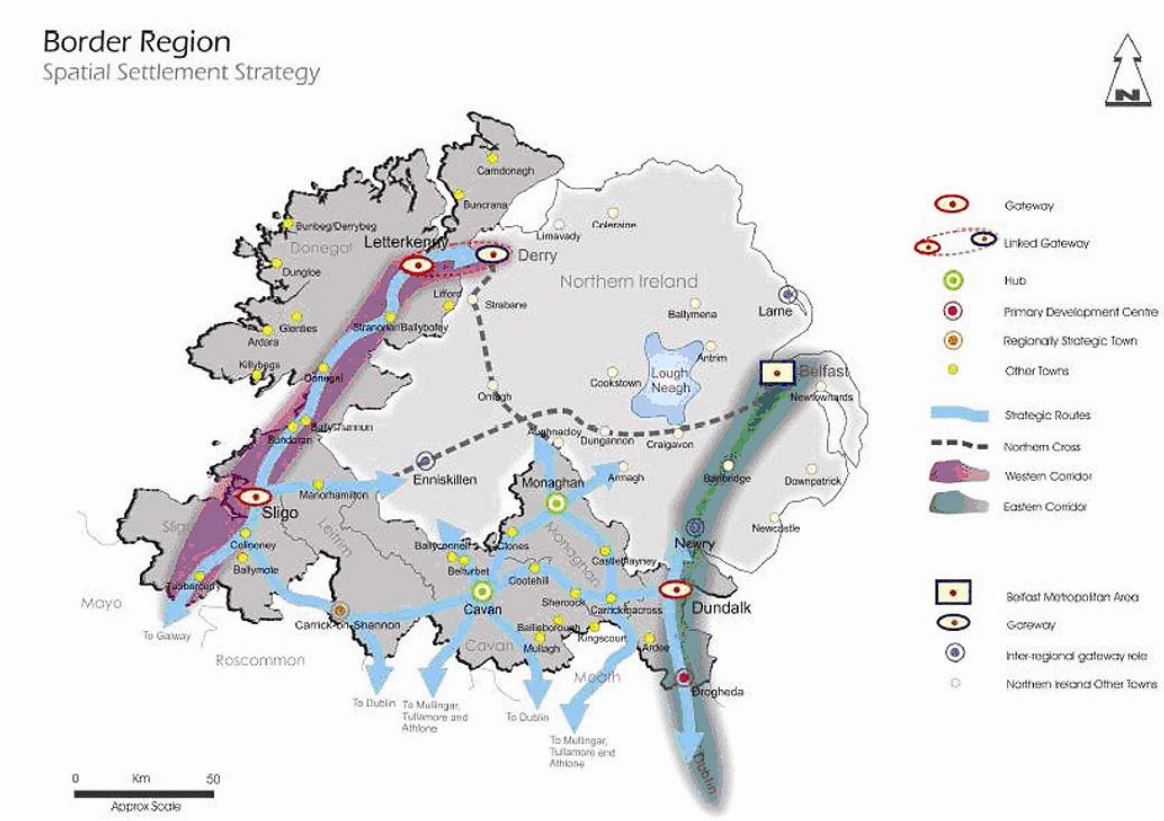 Border Region
Spatial Settlement Strategy
N
Carndonagh
Buncrana
Bunbeg/Derrybeg
Donegal
Letterkenny
Derry
Limavady
Coleraine
Dungloe
Northern Ireland
Lifford
Strabane
Glenties
Ardara
Stranorlar/Ballybofey
Ballymena
Larne
Killybegs
Donegal
Omagh
Cookstown
Lough
Neagh
Antrim
Belfast
Newtownards
Bundoran
Ballyshannon
Aughnacloy
Dungannon
Craigavon
Enniskillen
Monaghan
Armagh
Banbridge
Downpatrick
Manorhamilton
Sligo
Sligo
Leitrim
Newcastle
Newry
Collooney
Ballymote
Tubbercurry
Ballyconnell
Belturbet
Clones
Monaghan
Castleblayney
Cootehill
Mayo
To Galway
Carrick-on-Shannon
Cavan
Shercock
Carrickmacross
Dundalk
Bailieborough
Kingscourt
Mullagh
Ardee
Roscommon
Cavan
Meath
Drogheda
To Dublin
To Mullingar,
Tullamore and
Athlone
To Dublin
To Mullingar,
Tullamore and
Athlone
Dublin
0 Km 50
Approx Scale
Gateway
Linked Gateway
Hub
Primary Development Centre
Regionally Strategic Town
Other Towns
Strategic Routes
Northern Cross
Western Corridor
Eastern Corridor
Belfast Metropolitan Area
Gateway
Inter-regional gateway role
Northern Ireland Other Towns